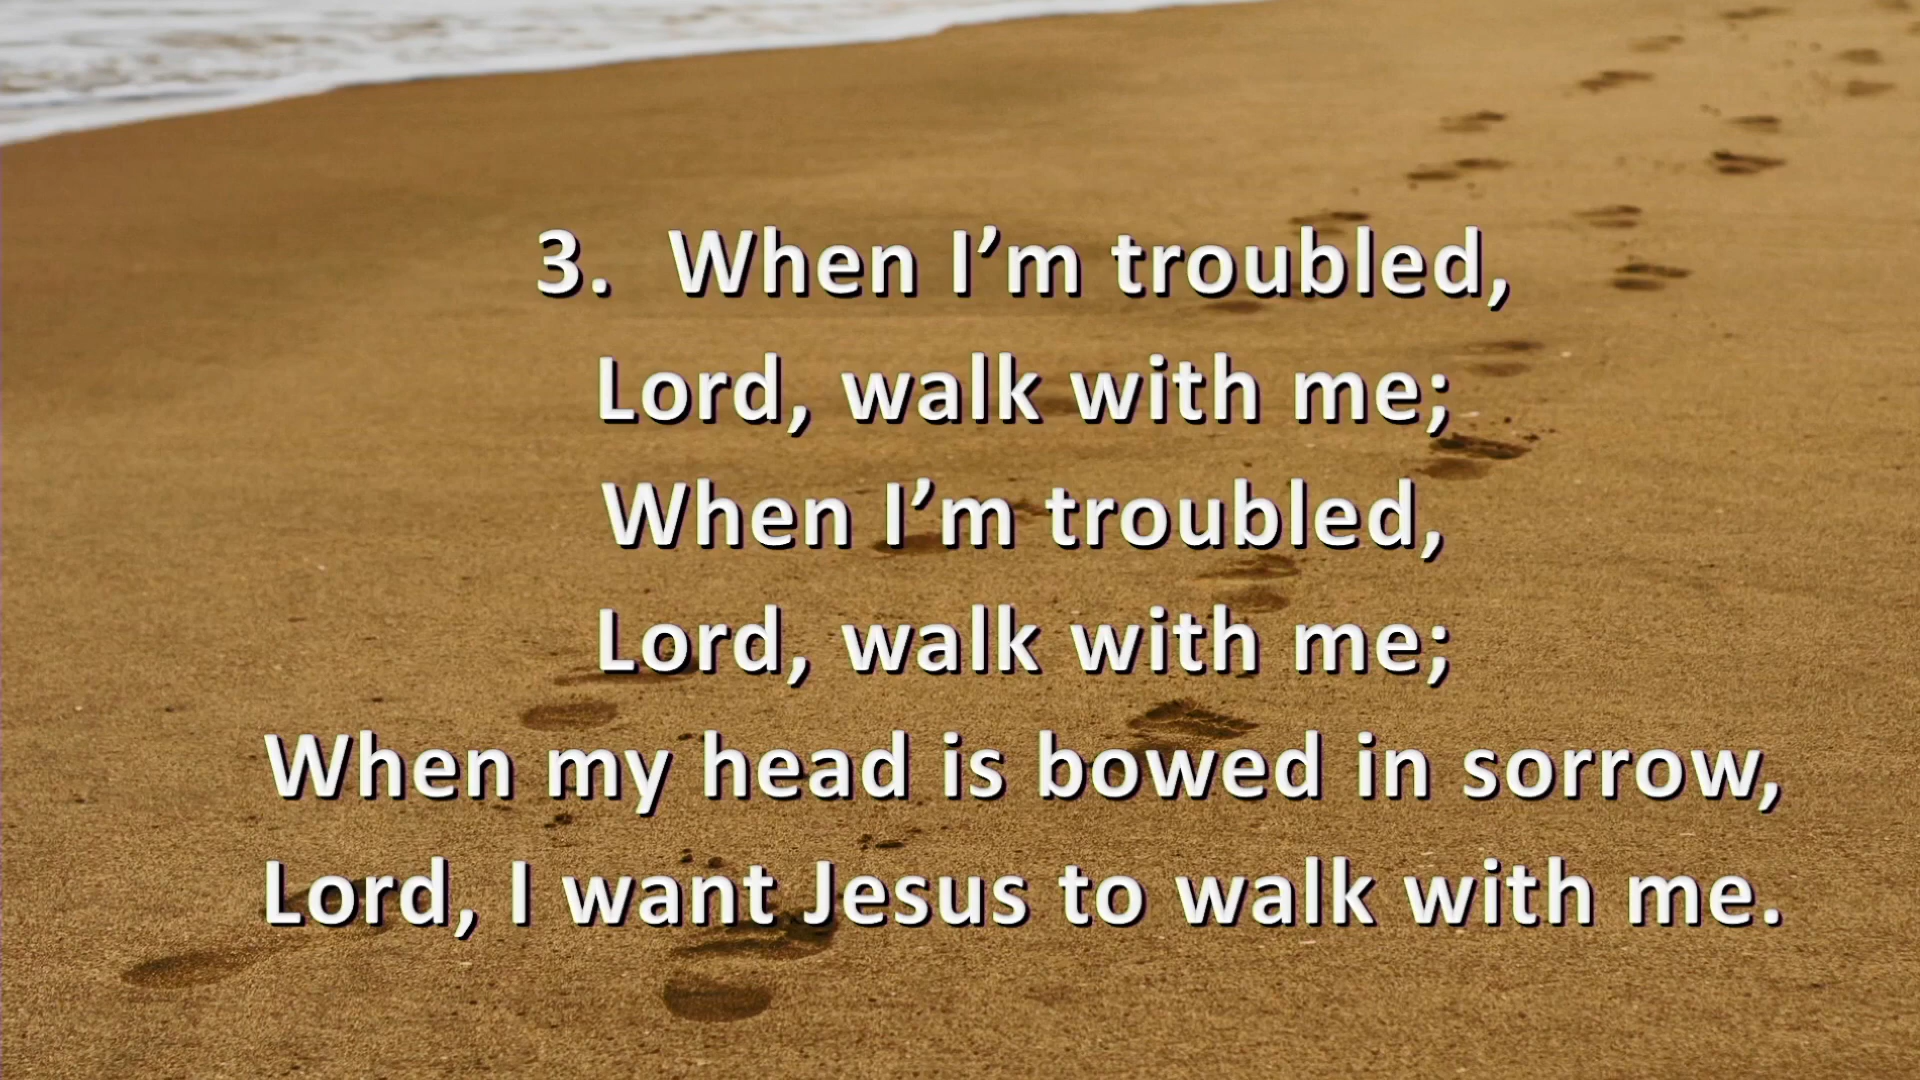 3.  When I’m troubled,
Lord, walk with me;
When I’m troubled,
Lord, walk with me;
When my head is bowed in sorrow,
Lord, I want Jesus to walk with me.